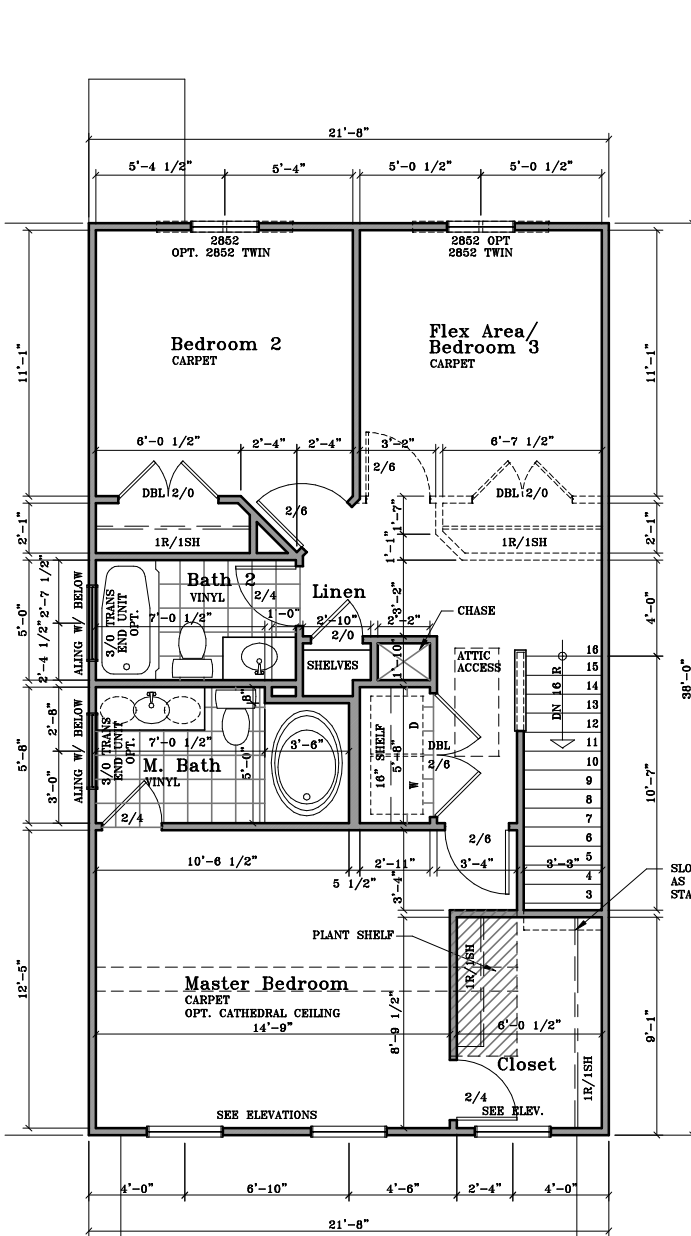 21'-8"
5'-4 1/2"
5'-4"
5'-0 1/2"
5'-0 1/2"
2852
OPT. 2852 TWIN
2852 OPT
2852 TWIN
11'-1"
Bedroom 2
CARPET
Flex Area/
Bedroom 3
CARPET
11'-1"
6'-0 1/2"
2'-4"
2'-4"
3'-2"
6'-7 1/2"
2/6
DBL 2/0
2/6
DBL 2/0
2'-1"
1R/1SH
1'-7"
1'-1"
1R/1SH
2'-1"
5'-0"
2'-7 1/2"
2'-4 1/2"
ALING W/ BELOW
3/0 TRANS
END UNIT
OPT.
Bath 2
VINYL
7'-0 1/2"
2/4
1'-0"
Linen
2'-10"
2/0
3'-2"
2'-2"
CHASE
4'-0"
38'-0"
SHELVES
1'-10"
ATTIC
ACCESS
DN 16 R
16
15
14
13
12
11
10
9
8
7
6
5
4
3
5'-8"
2'-8"
3'-0"
ALING W/ BELOW
3/0 TRANS
END UNIT
OPT.
7'-0 1/2"
M. Bath
VINYL
2/4
8"
5'-0"
3'-6"
16" SHELF
5'-8"
D
W
DBL
2/6
10'-7"
2/6
10'-6 1/2"
5 1/2"
2'-11"
3'-4"
3'-4"
3'-3"
SLO
AS
STA
PLANT SHELF
1R/1SH
12'-5"
Master Bedroom
CARPET
OPT. CATHEDRAL CEILING
14'-9"
8'-9 1/2"
6'-0 1/2"
9'-1"
Closet
1R/1SH
2/4
SEE ELEVATIONS
SEE ELEV.
4'-0"
6'-10"
4'-6"
2'-4"
4'-0"
21'-8"